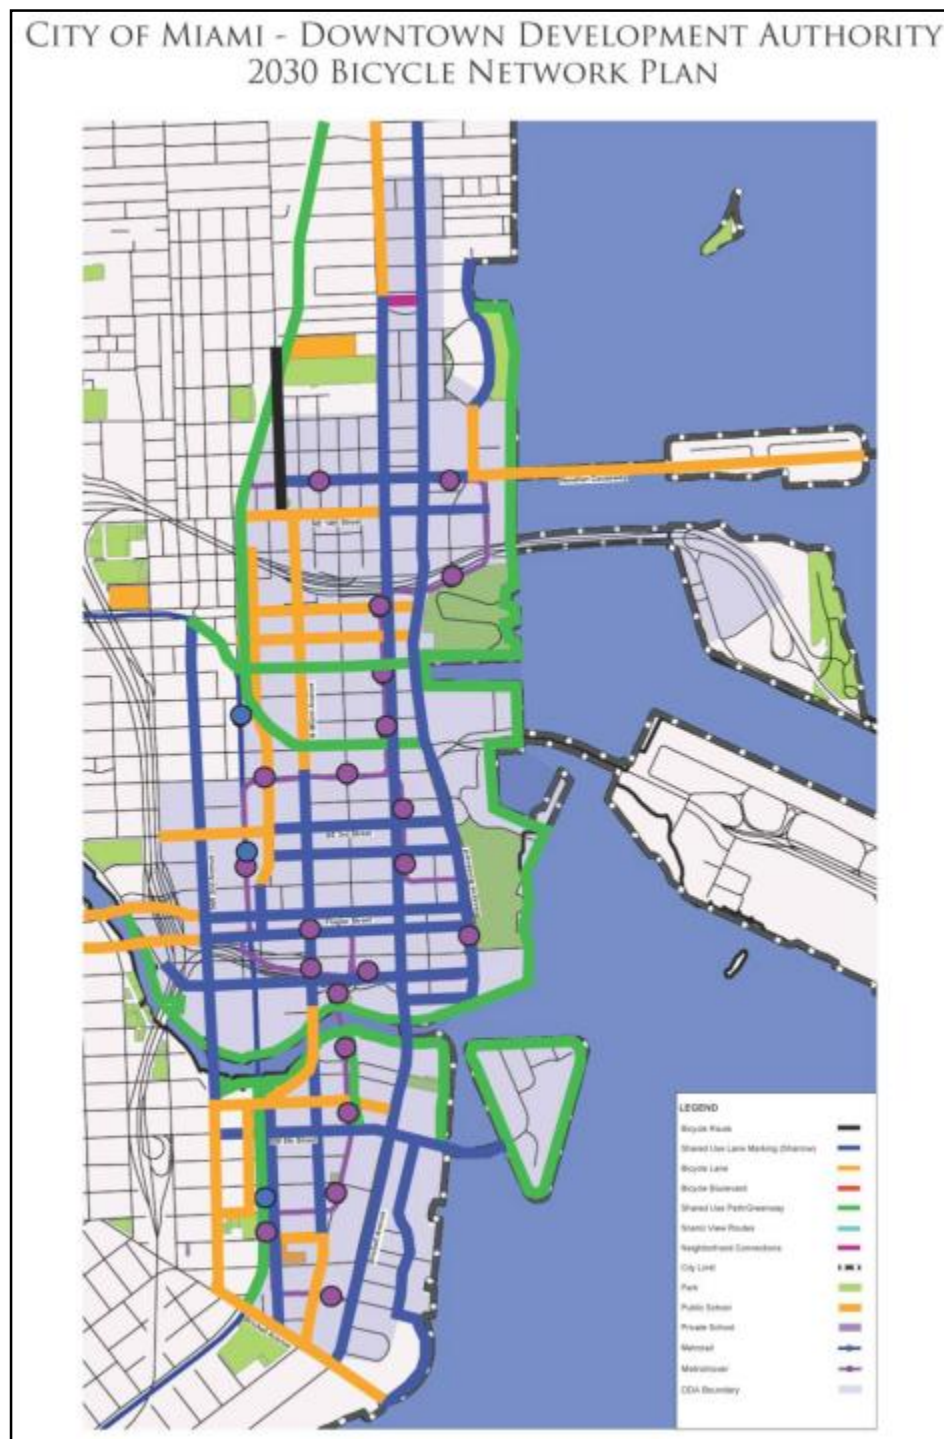 CITY OF MIAMI - DOWNTOWN DEVELOPMENT AUTHORITY
2030 BICYCLE NETWORK PLAN
Flagler Street
LEGEND
Bicycle Route
Shared Use Lane Marking (Sharrow)
Bicycle Lane
Bicycle Boulevard
Shared Use Path/Greenway
Scenic View Routes
Neighborhood Connections
City Limit
Park
Public School
Private School
Metrorail
Metromover
DDA Boundary